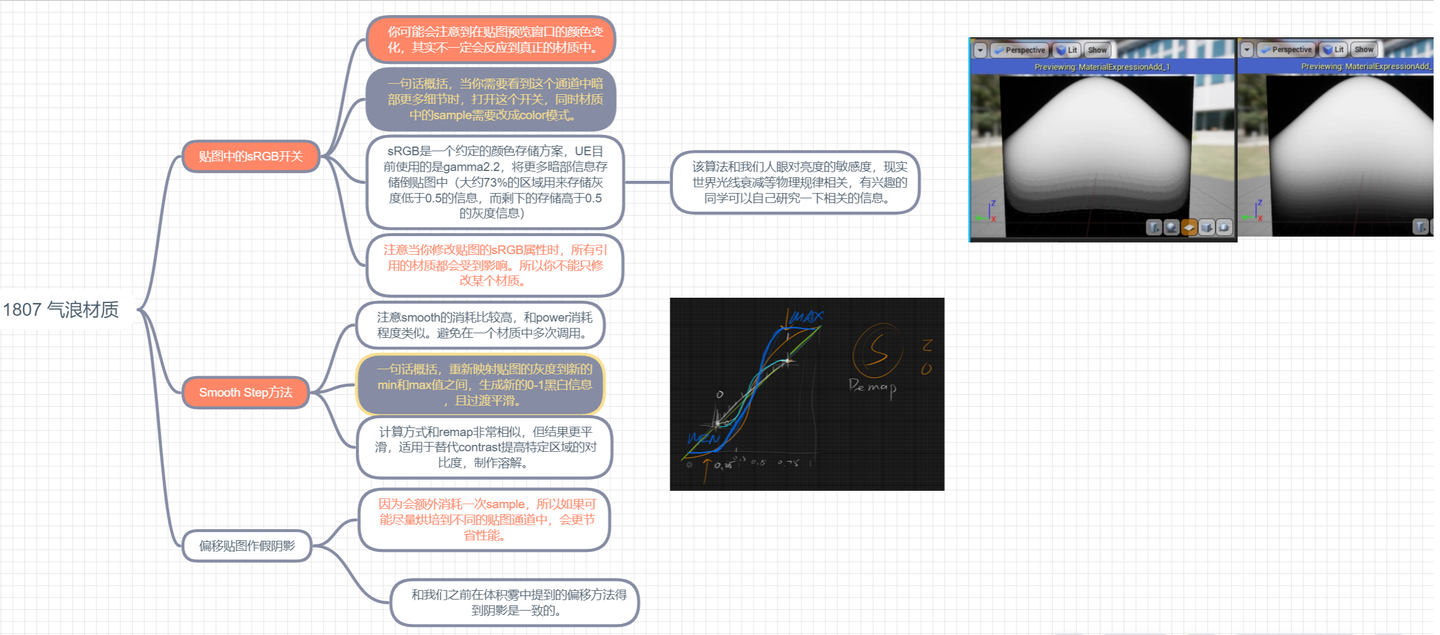 1807 气浪材质
贴图中的sRGB开关
你可能会注意到在贴图预览窗口的颜色变
化，其实不一定会反应到真正的材质中。
一句话概括，当你需要看到这个通道中暗
部更多细节时，打开这个开关，同时材质
中的sample需要改成color模式。
sRGB是一个约定的颜色存储方案，UE目
前使用的是gamma2.2，将更多暗部信息存
储倒贴图中（大约73%的区域用来存储灰
度低于0.5的信息，而剩下的存储高于0.5
的灰度信息）
该算法和我们人眼对亮度的敏感度，现实
世界光线衰减等物理规律相关，有兴趣的
同学可以自己研究一下相关的信息。
注意当你修改贴图的sRGB属性时，所有引
用的材质都会受到影响。所以你不能只修
改某个材质。
Smooth Step方法
注意smooth的消耗比较高，和power消耗
程度类似。避免在一个材质中多次调用。
一句话概括，重新映射贴图的灰度到新的
min和max值之间，生成新的0-1黑白信息
，且过渡平滑。
计算方式和remap非常相似，但结果更平
滑，适用于替代contrast提高特定区域的对
比度，制作溶解。
偏移贴图作假阴影
因为会额外消耗一次sample，所以如果可
能尽量烘培到不同的贴图通道中，会更节
省性能。
和我们之前在体积雾中提到的偏移方法得
到阴影是一致的。
Perspective Lit Show
Previewing: MaterialExpressionAdd_1
Z
X
Perspective Lit Show
Previewing: MaterialExpressionAdd_
Z
X
MAX
S
0
MIN
0.25 0.5 0.75 1